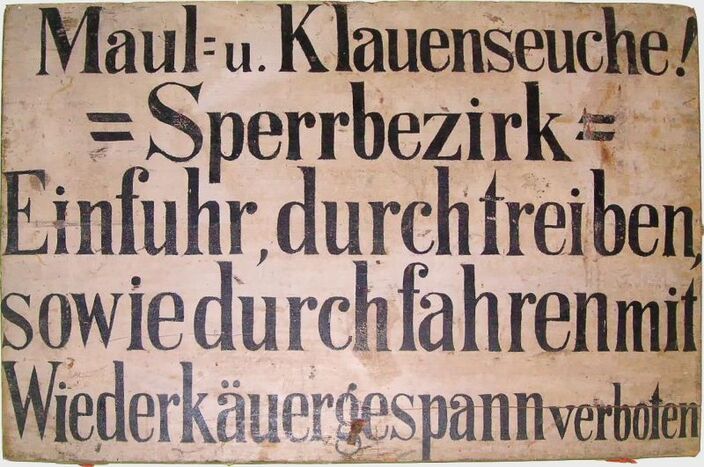 Maul= u. Klauenseuche!
= Sperrbezirk =
Einfuhr, durchtreiben,
sowie durchfahren mit
Wiederkäuergespann verboten